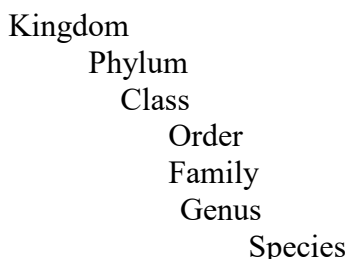 Kingdom
Phylum
Class
Order
Family
Genus
Species